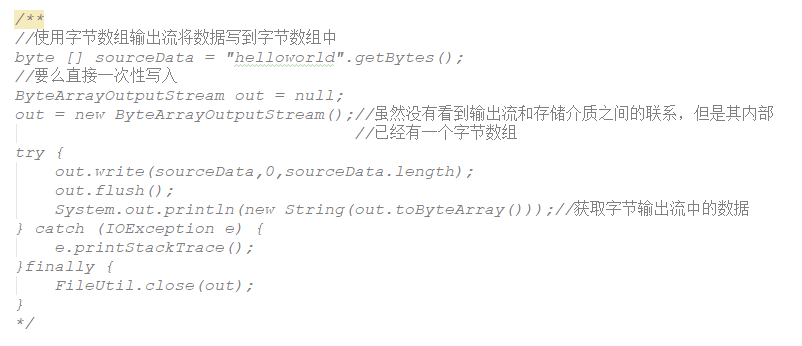 /**
//使用字节数组输出流将数据写到字节数组中
byte [] sourceData = "helloworld".getBytes();
//要么直接一次性写入
ByteArrayOutputStream out = null;
out = new ByteArrayOutputStream();//虽然没有看到输出流和存储介质之间的联系，但是其内部
//已经有一个字节数组
try {
    out.write(sourceData,0,sourceData.length);
    out.flush();
    System.out.println(new String(out.toByteArray()));//获取字节输出流中的数据
} catch (IOException e) {
    e.printStackTrace();
}finally {
    FileUtil.close(out);
}
*/